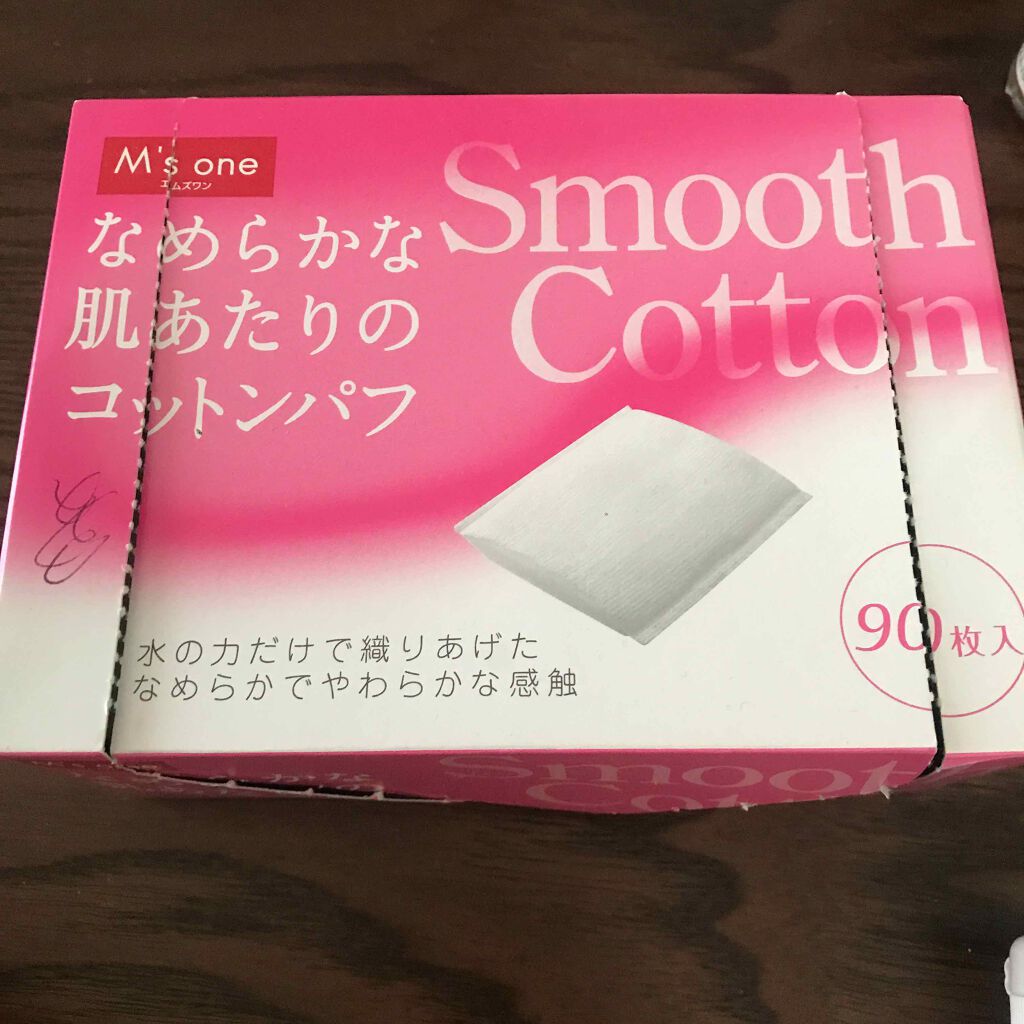 M's one
エムズワン
なめらかな
肌あたりの
コットンパフ
Smooth
Cotton
水の力だけで織りあげた
なめらかでやわらかな感触
90枚入
Smooth
Cotton